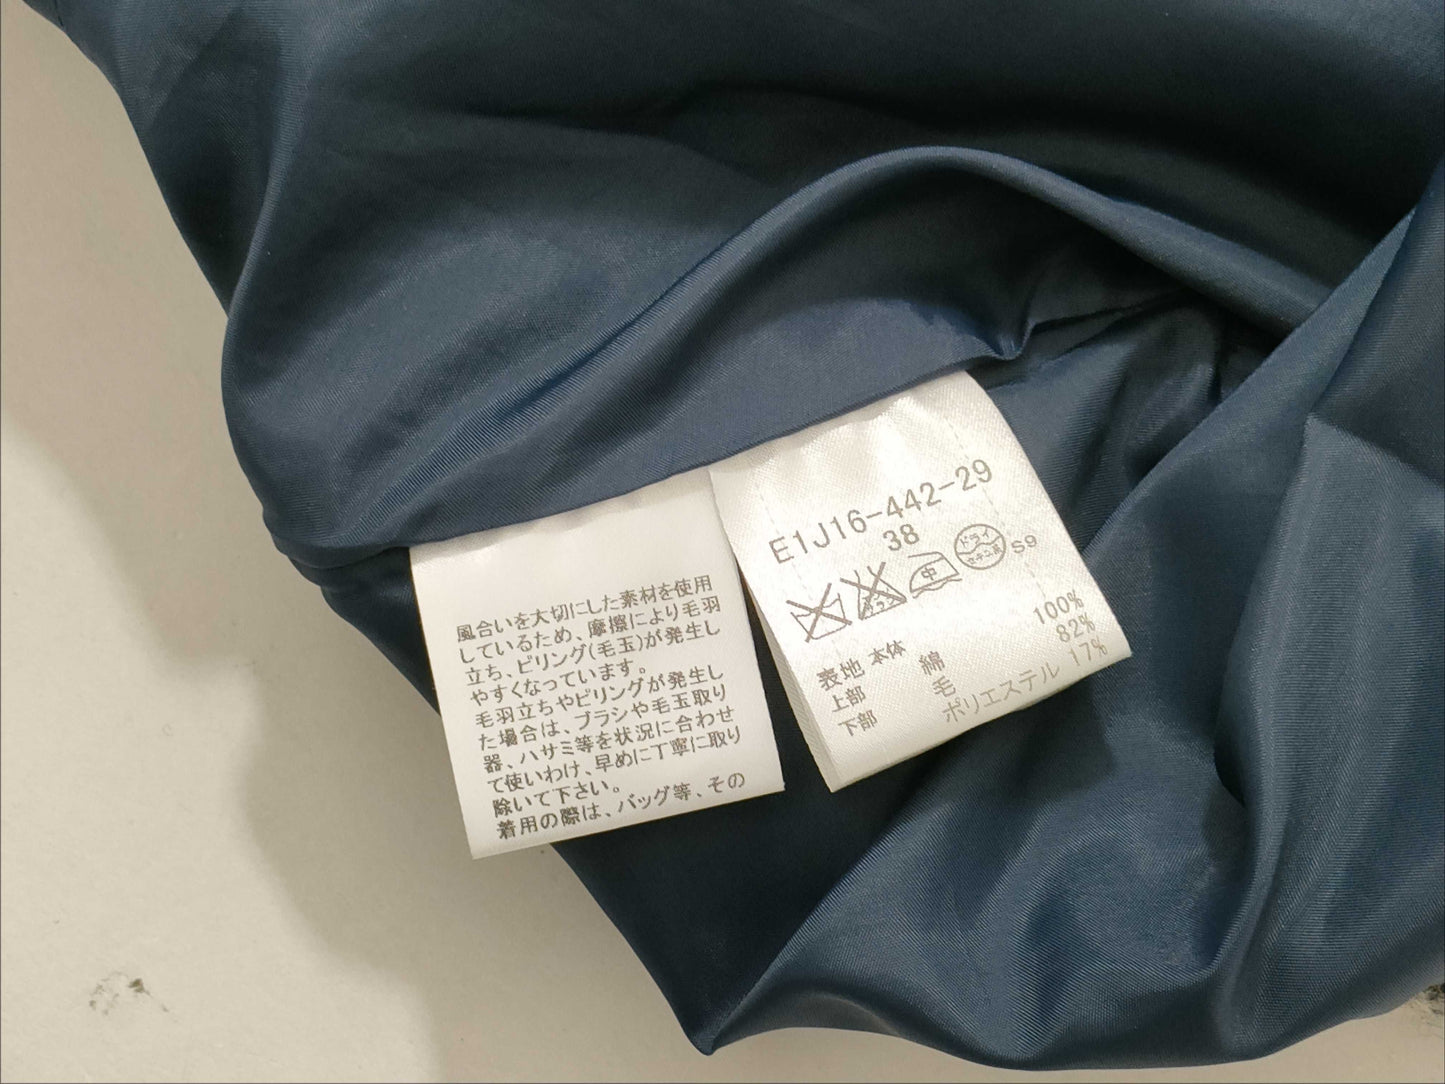 風合いを大切にした素材を使用
しているため、摩擦により毛羽
立ち、ピリング(毛玉)が発生し
やすくなっています。
毛羽立ちやピリングが発生し
た場合は、ブラシや毛玉取り
器、ハサミ等を状況に合わせ
て使いわけ、早めに丁寧に取り
除いて下さい。
着用の際は、バッグ等、その
E1J16-442-29
38
中 ドライ S9
表地 本体
上部 綿 100%
下部 毛 82%
ポリエステル 17%